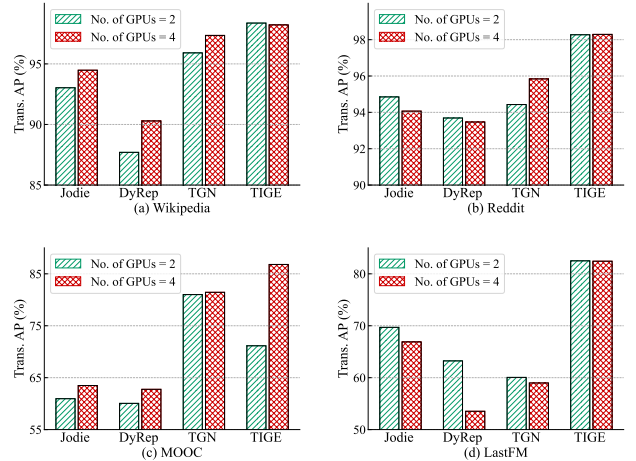 No. of GPUs = 2
No. of GPUs = 4
Trans. AP (%)
95
90
85
Jodie DyRep TGN TIGE
(a) Wikipedia
No. of GPUs = 2
No. of GPUs = 4
Trans. AP (%)
98
96
94
92
90
Jodie DyRep TGN TIGE
(b) Reddit
No. of GPUs = 2
No. of GPUs = 4
Trans. AP (%)
85
75
65
55
Jodie DyRep TGN TIGE
(c) MOOC
No. of GPUs = 2
No. of GPUs = 4
Trans. AP (%)
80
70
60
50
Jodie DyRep TGN TIGE
(d) LastFM